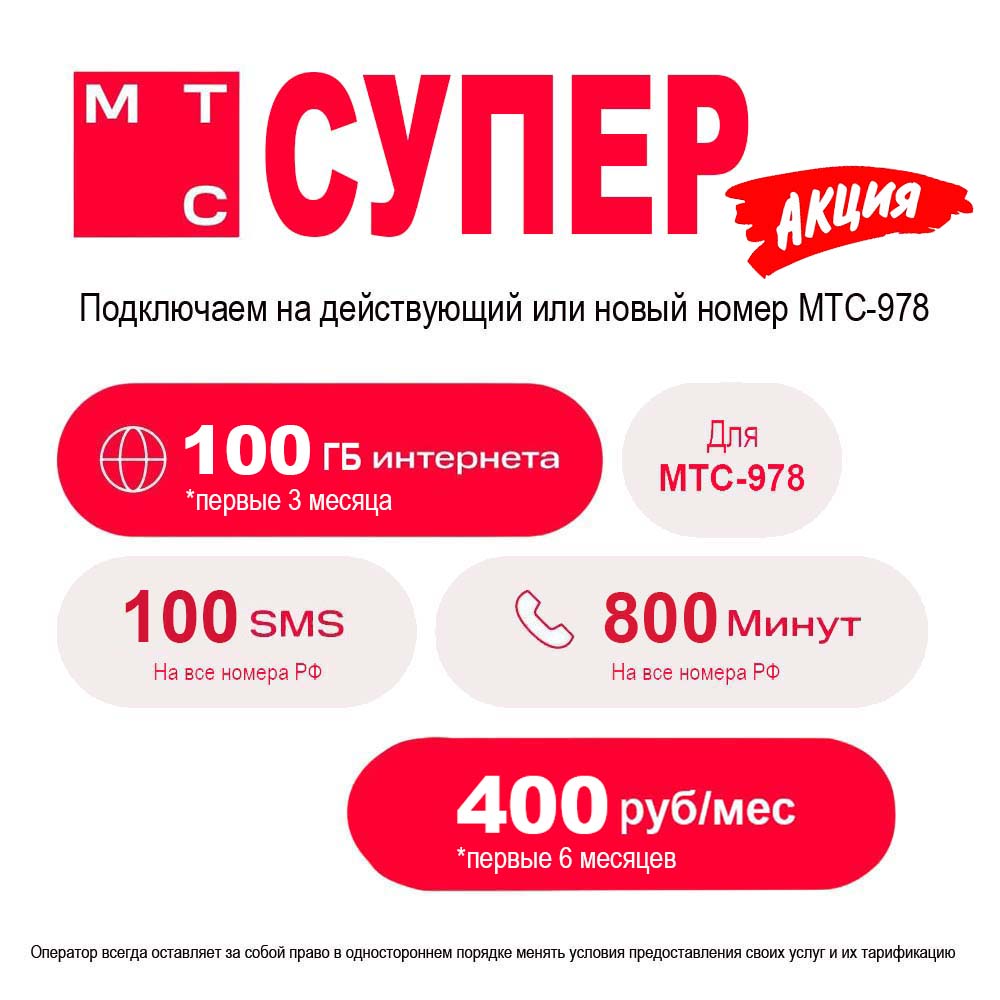 МТС СУПЕР
АКЦИЯ
Подключаем на действующий или новый номер МТС-978
100 ГБ интернета
*первые 3 месяца
Для
МТС-978
100 SMS
На все номера РФ
800 Минут
На все номера РФ
400 руб/мес
*первые 6 месяцев
Оператор всегда оставляет за собой право в одностороннем порядке менять условия предоставления своих услуг и их тарификацию